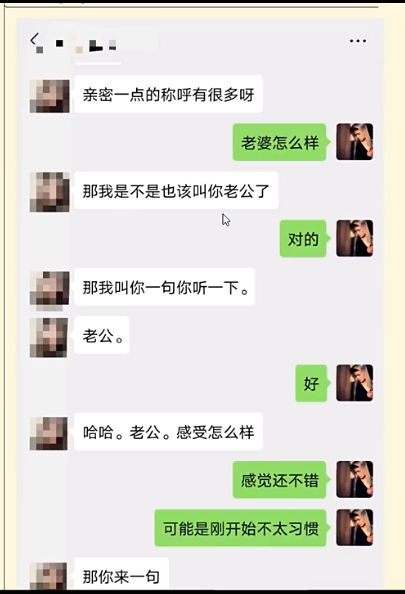 亲密一点的称呼有很多呀
老婆怎么样
那我是不是也该叫你老公了
对的
那我叫你一句你听一下。
老公。
好
哈哈。老公。感受怎么样
感觉还不错
可能是刚开始不太习惯
那你来一句